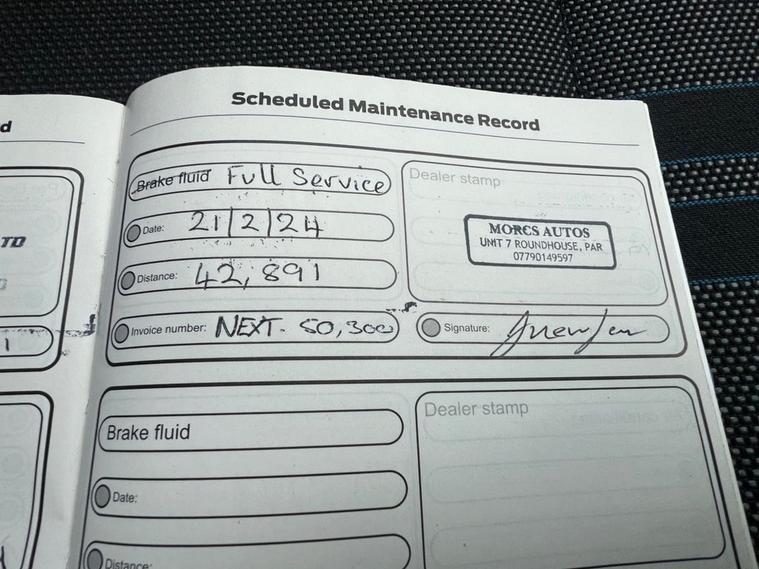 d
Scheduled Maintenance Record
Brake fluid Full Service
Dealer stamp
Date: 21/2/24
MORCS AUTOS
UNIT 7 ROUNDHOUSE, PAR
07790149597
Distance: 42,891
Invoice number: NEXT. 50,300
Signature:
TD
1
Brake fluid
Dealer stamp
Date:
Distance: